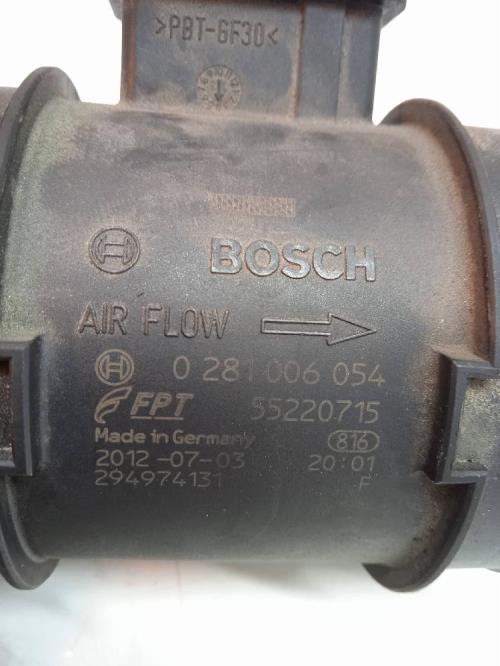 >PBT-GF30<
BOSCH
AIR FLOW
0 281 006 054
FPT 55220715
Made in Germany 816
2012-07-03 20:01
294974131 F